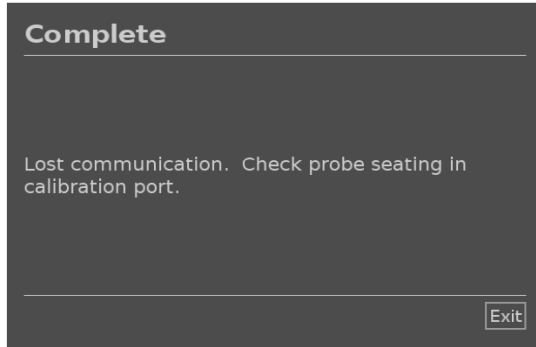 Complete
Lost communication.  Check probe seating in
calibration port.
Exit